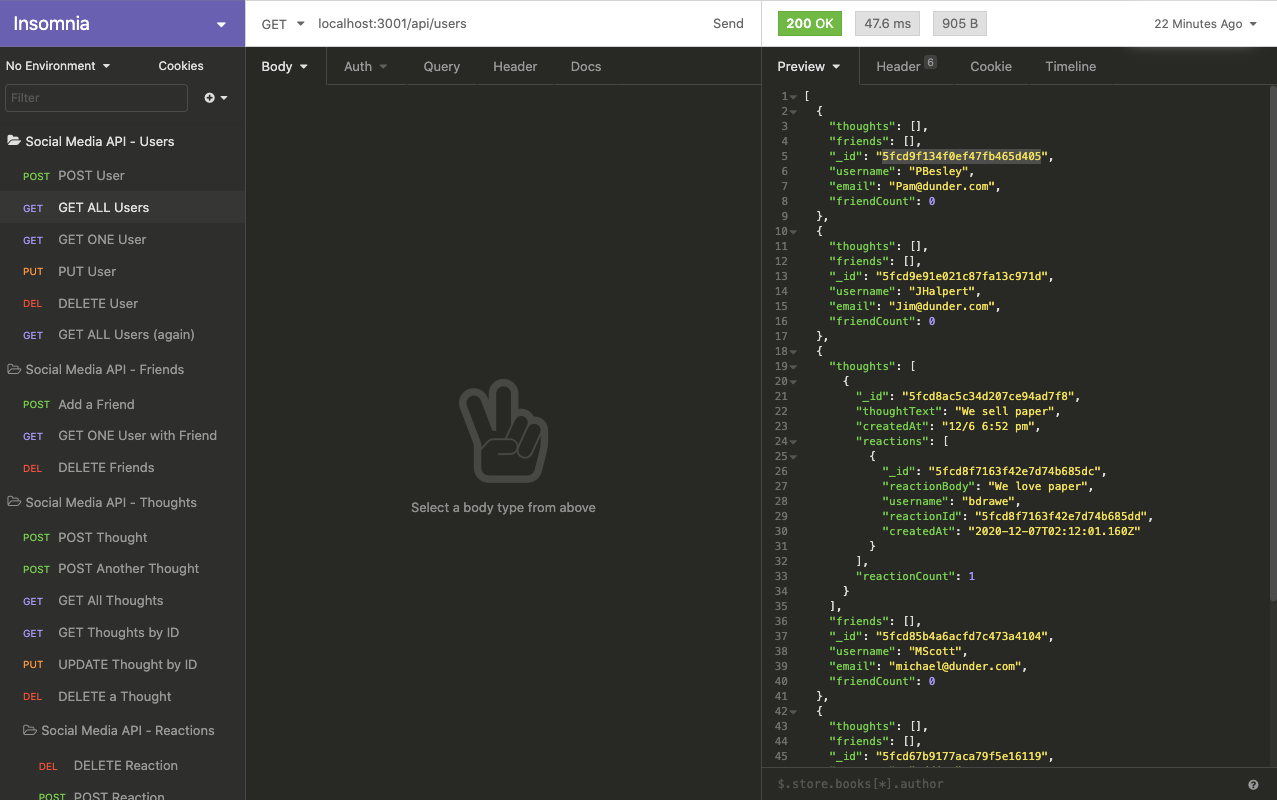 Insomnia
GET localhost:3001/api/users Send
200 OK 47.6 ms 905 B 22 Minutes Ago
No Environment Cookies
Filter
Social Media API - Users
POST POST User
GET GET ALL Users
GET GET ONE User
PUT PUT User
DEL DELETE User
GET GET ALL Users (again)
Social Media API - Friends
POST Add a Friend
GET GET ONE User with Friend
DEL DELETE Friends
Social Media API - Thoughts
POST POST Thought
POST POST Another Thought
GET GET All Thoughts
GET GET Thoughts by ID
PUT UPDATE Thought by ID
DEL DELETE a Thought
Social Media API - Reactions
DEL DELETE Reaction
POST POST Reaction
Body Auth Query Header Docs
Select a body type from above
Preview Header 6 Cookie Timeline
1 [
2 {
3 "thoughts": [],
4 "friends": [],
5 "_id": "5fcd9f134f0ef47fb465d405",
6 "username": "PBesley",
7 "email": "Pam@dunder.com",
8 "friendCount": 0
9 },
10 {
11 "thoughts": [],
12 "friends": [],
13 "_id": "5fcd9e91e021c87fa13c971d",
14 "username": "JHalpert",
15 "email": "Jim@dunder.com",
16 "friendCount": 0
17 },
18 {
19 "thoughts": [
20 {
21 "_id": "5fcd8ac5c34d207ce94ad7f8",
22 "thoughtText": "We sell paper",
23 "createdAt": "12/6 6:52 pm",
24 "reactions": [
25 {
26 "_id": "5fcd8f7163f42e7d74b685dc",
27 "reactionBody": "We love paper",
28 "username": "bdrawe",
29 "reactionId": "5fcd8f7163f42e7d74b685dd",
30 "createdAt": "2020-12-07T02:12:01.160Z"
31 }
32 ],
33 "reactionCount": 1
34 }
35 ],
36 "friends": [],
37 "_id": "5fcd85b4a6acfd7c473a4104",
38 "username": "MScott",
39 "email": "michael@dunder.com",
40 "friendCount": 0
41 },
42 {
43 "thoughts": [],
44 "friends": [],
45 "_id": "5fcd67b9177aca79f5e16119",
$.store.books[*].author